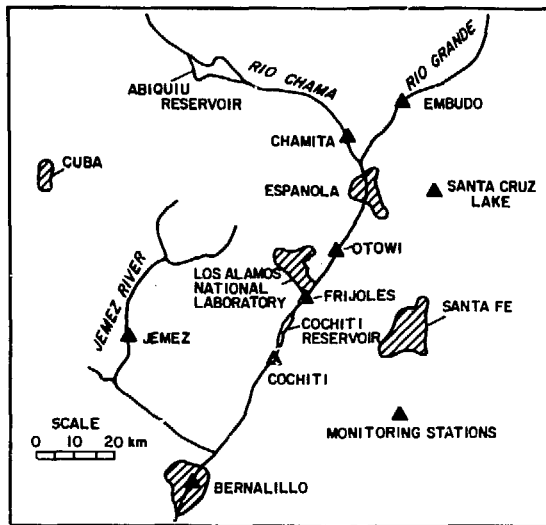 RIO CHAMA
RIO GRANDE
ABIQUIU
RESERVOIR
EMBUDO
CHAMITA
CUBA
ESPANOLA
SANTA CRUZ
LAKE
OTOWI
LOS ALAMOS
NATIONAL
LABORATORY
FRIJOLES
SANTA FE
COCHITI
RESERVOIR
JEMEZ RIVER
JEMEZ
COCHITI
SCALE
0 10 20 km
MONITORING STATIONS
BERNALILLO